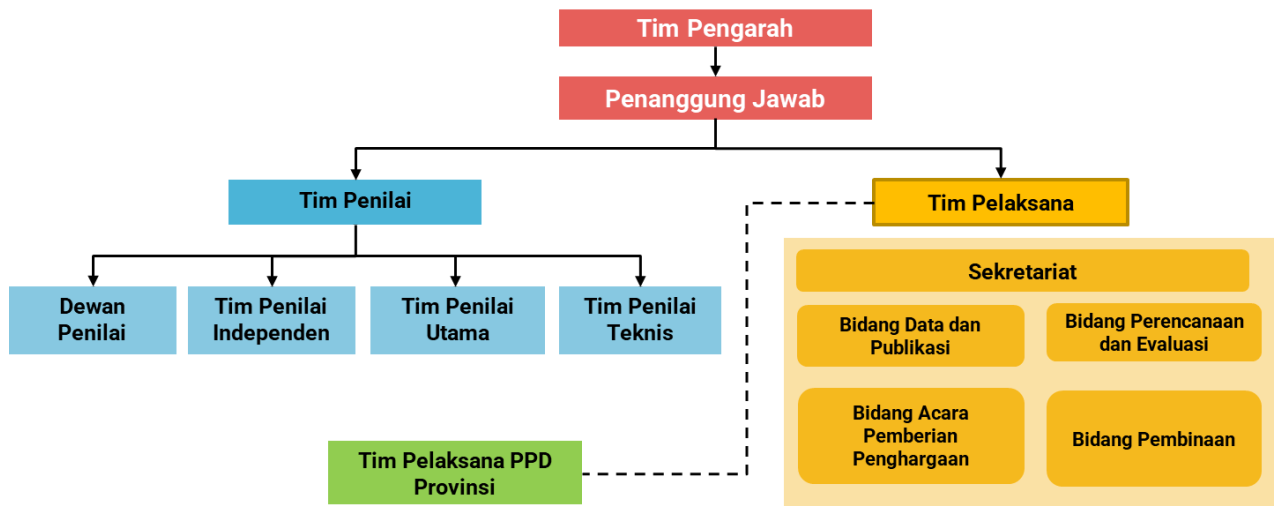 Tim Pengarah
Penanggung Jawab
Tim Penilai
Tim Pelaksana
Dewan
Penilai
Tim Penilai
Independen
Tim Penilai
Utama
Tim Penilai
Teknis
Sekretariat
Bidang Data dan
Publikasi
Bidang Perencanaan
dan Evaluasi
Bidang Acara
Pemberian
Penghargaan
Bidang Pembinaan
Tim Pelaksana PPD
Provinsi